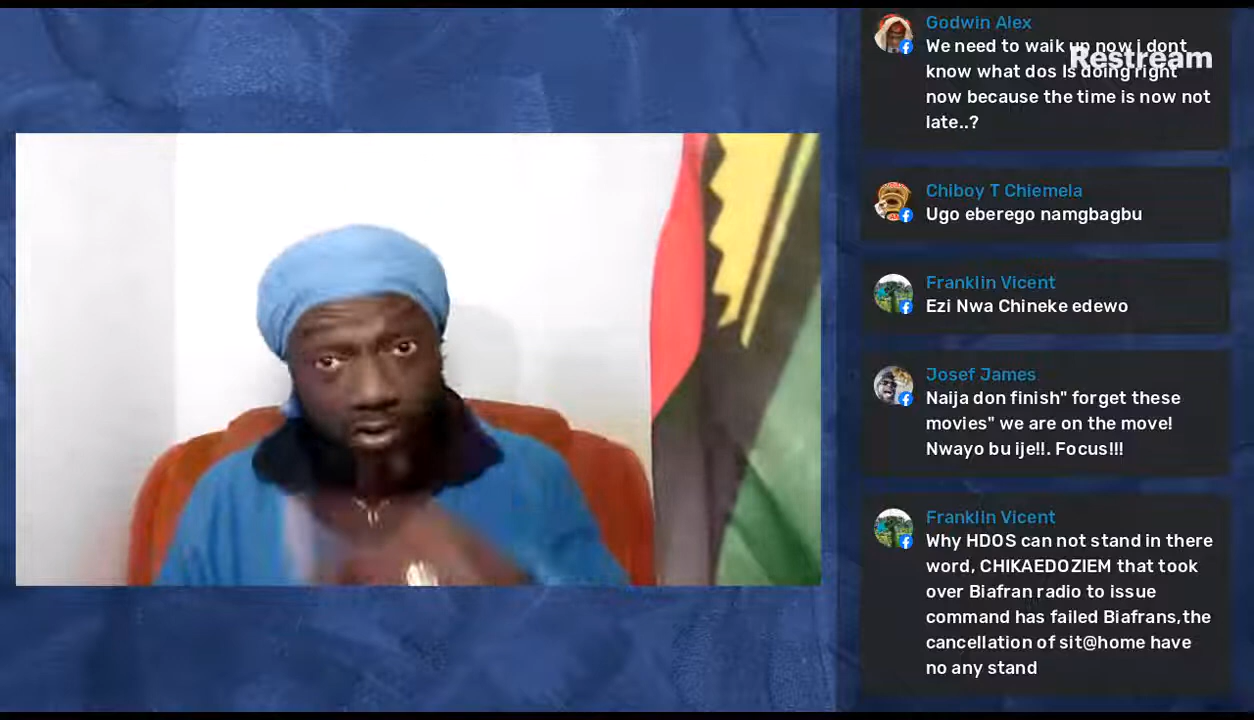 Godwin Alex
We need to waik up now i dont
Restream
know what dos Is doing right
now because the time is now not
late..?
Chiboy T Chiemela
Ugo eberego namgbagbu
Franklin Vicent
Ezi Nwa Chineke edewo
Josef James
Naija don finish" forget these
movies" we are on the move!
Nwayo bu ije!!. Focus!!!
Franklin Vicent
Why HDOS can not stand in there
word, CHIKAEDOZIEM that took
over Biafran radio to issue
command has failed Biafrans,the
cancellation of sit@home have
no any stand